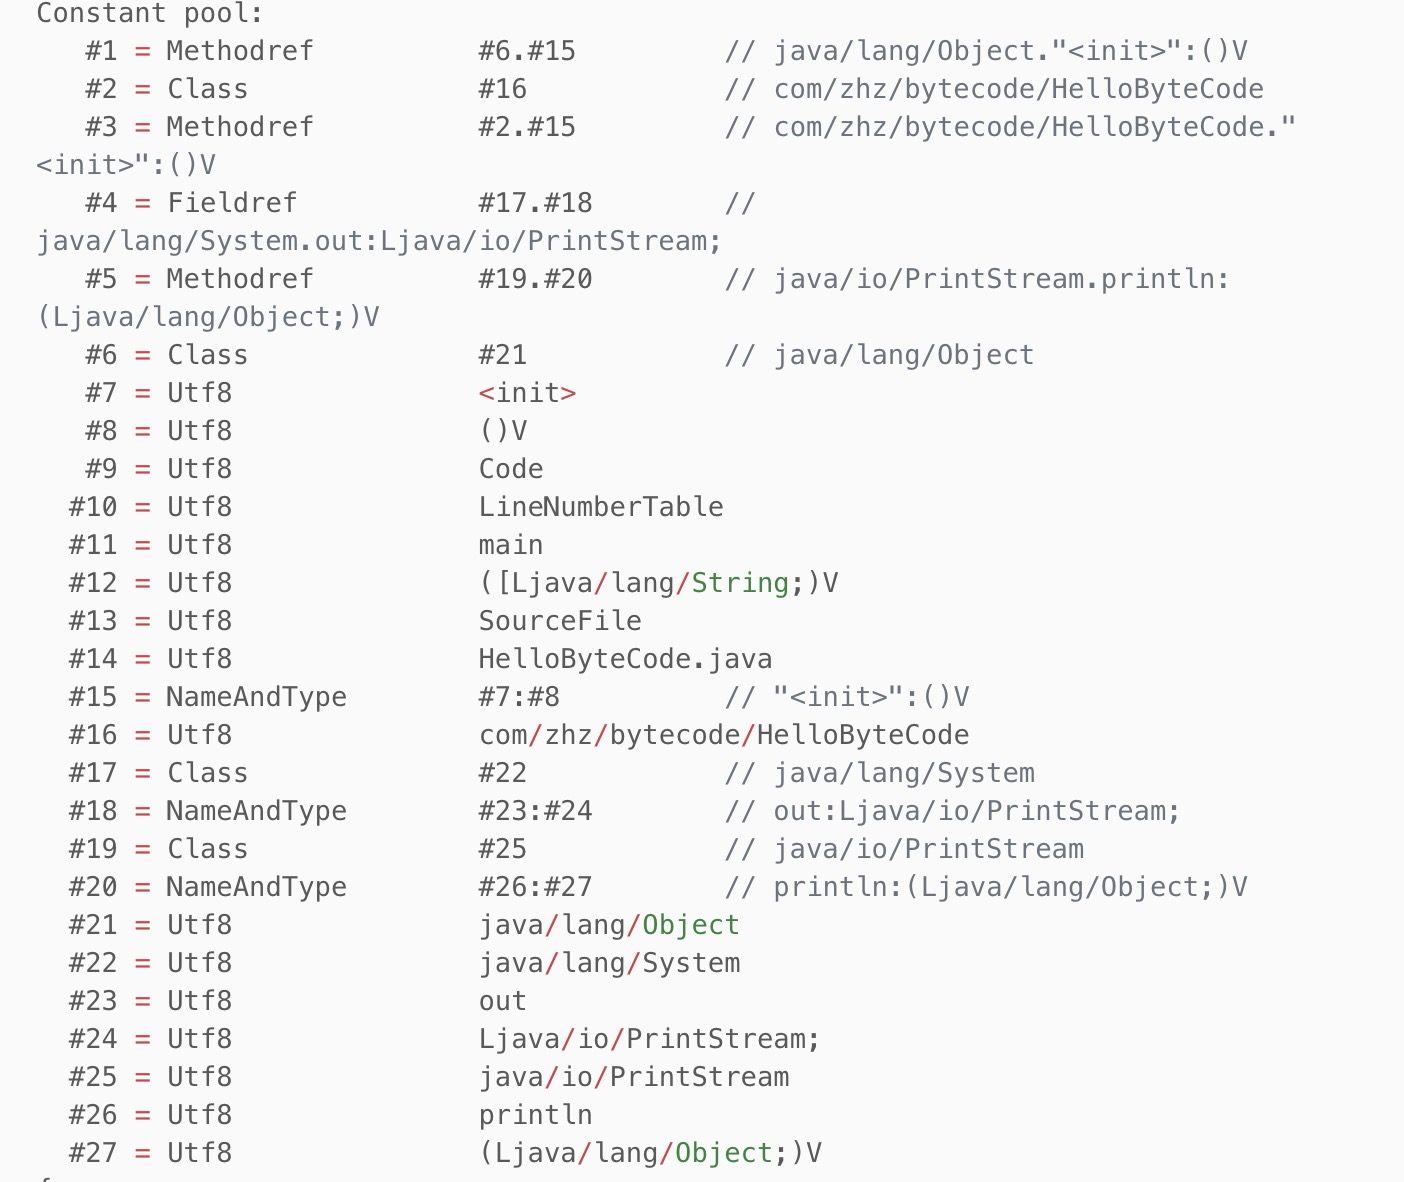 Constant pool:
   #1 = Methodref          #6.#15         // java/lang/Object."<init>":()V
   #2 = Class              #16            // com/zhz/bytecode/HelloByteCode
   #3 = Methodref          #2.#15         // com/zhz/bytecode/HelloByteCode."
<init>":()V
   #4 = Fieldref           #17.#18        //
java/lang/System.out:Ljava/io/PrintStream;
   #5 = Methodref          #19.#20        // java/io/PrintStream.println:
(Ljava/lang/Object;)V
   #6 = Class              #21            // java/lang/Object
   #7 = Utf8               <init>
   #8 = Utf8               ()V
   #9 = Utf8               Code
  #10 = Utf8               LineNumberTable
  #11 = Utf8               main
  #12 = Utf8               ([Ljava/lang/String;)V
  #13 = Utf8               SourceFile
  #14 = Utf8               HelloByteCode.java
  #15 = NameAndType        #7:#8          // "<init>":()V
  #16 = Utf8               com/zhz/bytecode/HelloByteCode
  #17 = Class              #22            // java/lang/System
  #18 = NameAndType        #23:#24        // out:Ljava/io/PrintStream;
  #19 = Class              #25            // java/io/PrintStream
  #20 = NameAndType        #26:#27        // println:(Ljava/lang/Object;)V
  #21 = Utf8               java/lang/Object
  #22 = Utf8               java/lang/System
  #23 = Utf8               out
  #24 = Utf8               Ljava/io/PrintStream;
  #25 = Utf8               java/io/PrintStream
  #26 = Utf8               println
  #27 = Utf8               (Ljava/lang/Object;)V